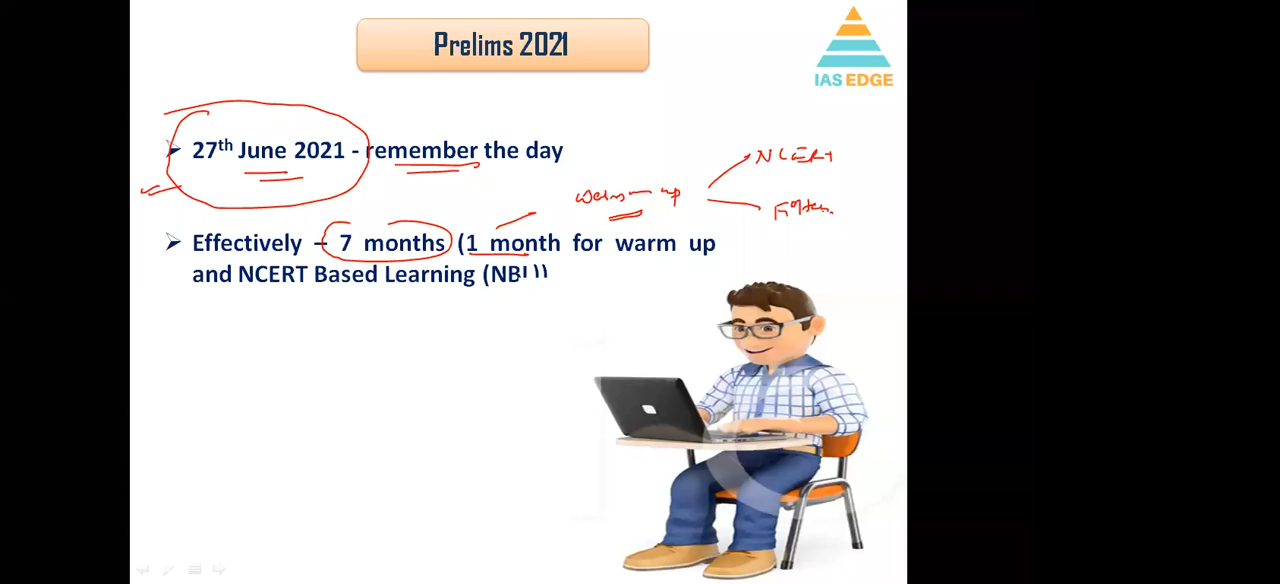 Prelims 2021
IAS EDGE
27th June 2021 - remember the day
NCERT
Warm up
Effectively – 7 months (1 month for warm up
and NCERT Based Learning (NBL))